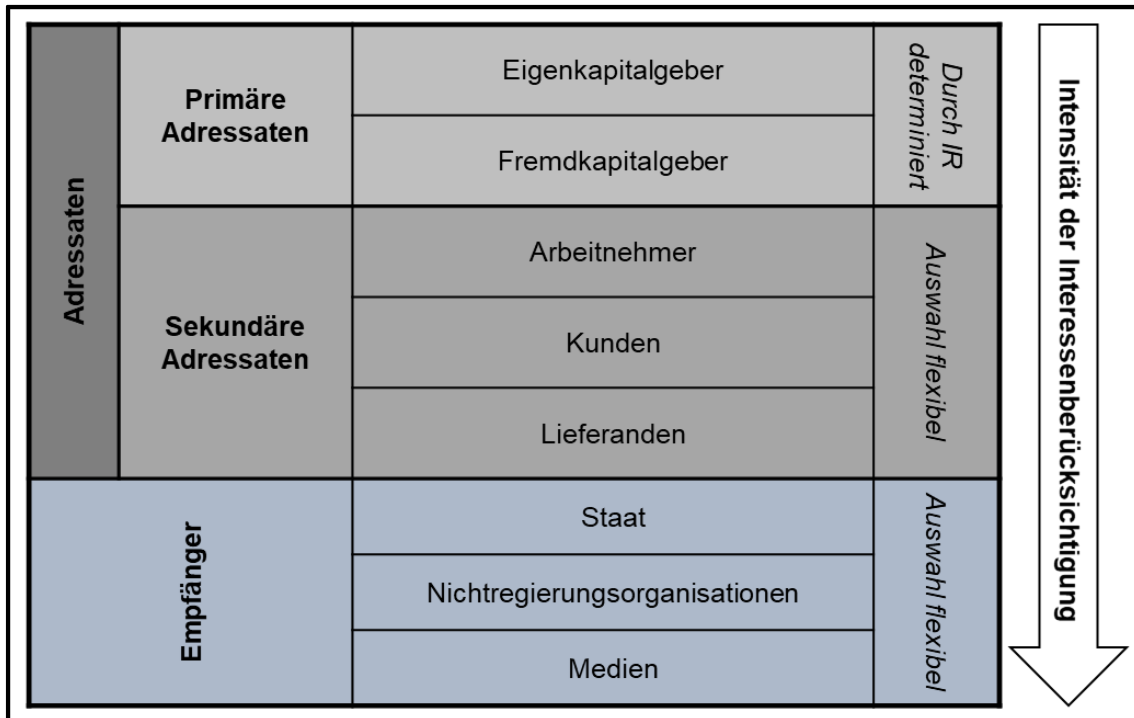 Adressaten
Primäre
Adressaten
Eigenkapitalgeber
Fremdkapitalgeber
Durch IR
determiniert
Sekundäre
Adressaten
Arbeitnehmer
Kunden
Lieferanden
Auswahl flexibel
Empfänger
Staat
Nichtregierungsorganisationen
Medien
Auswahl flexibel
Intensität der Interessenberücksichtigung